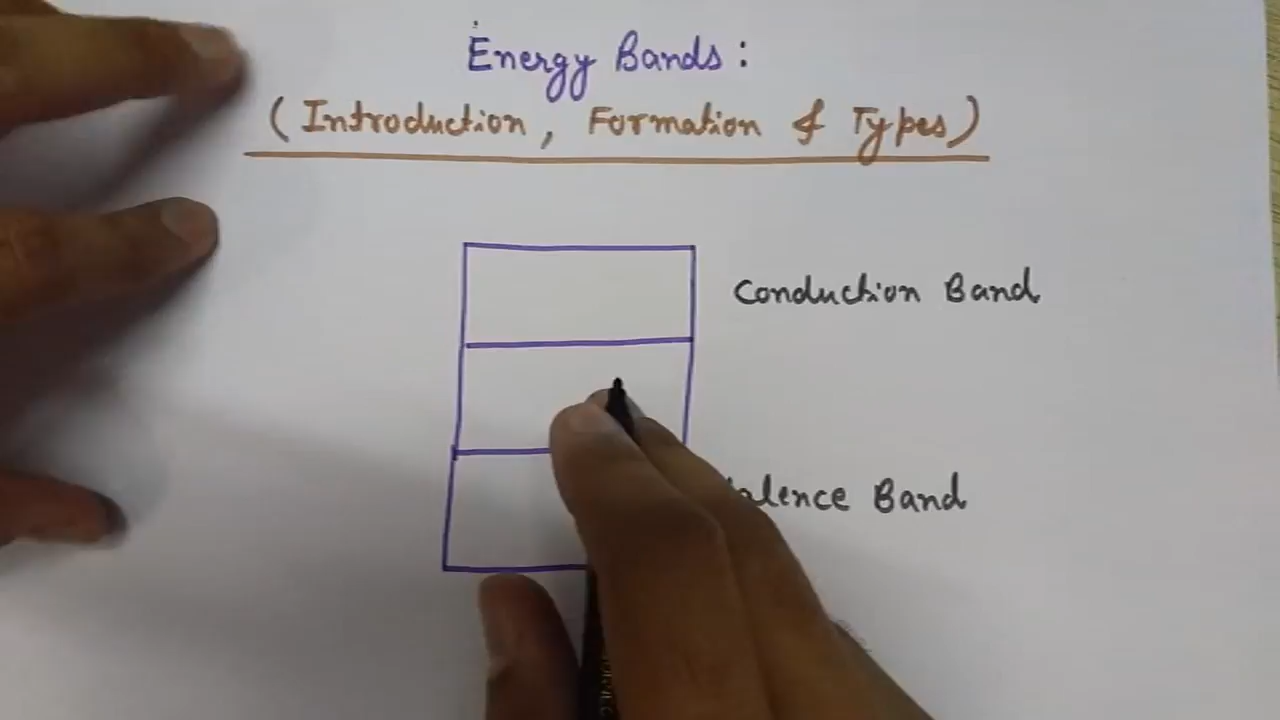 Energy Bands :
( Introduction , Formation & Types )
Conduction Band
Band